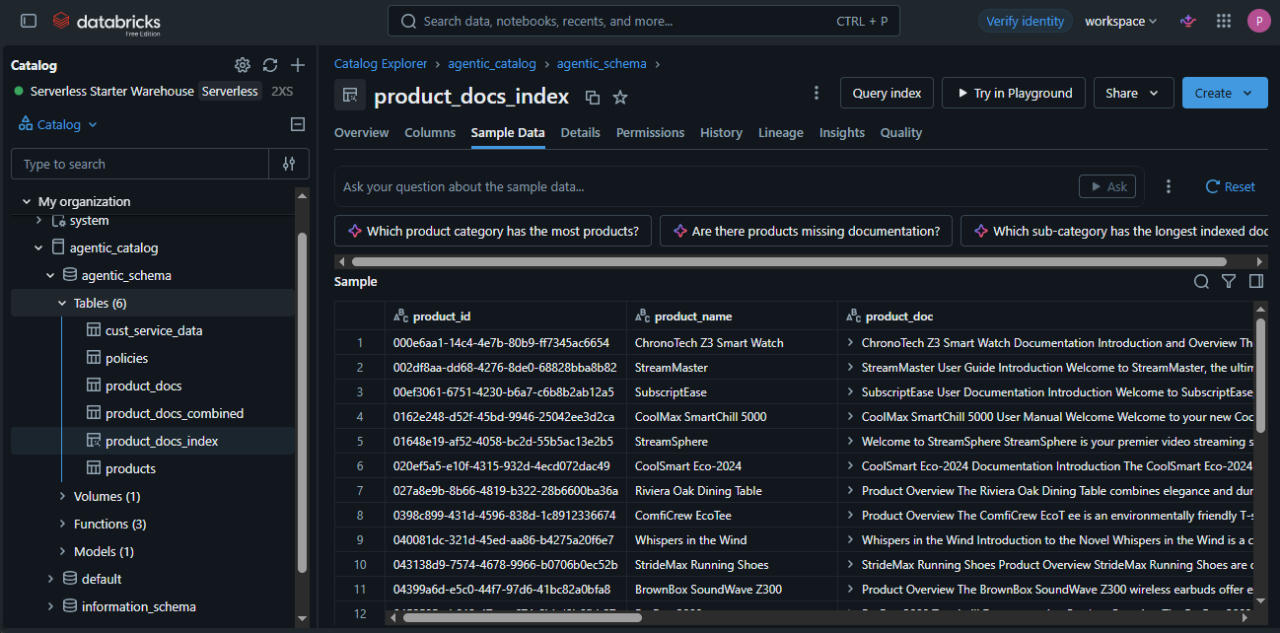 databricks
Free Edition
Search data, notebooks, recents, and more...
CTRL + P
Verify identity
workspace
P
Catalog
Serverless Starter Warehouse Serverless 2XS
Catalog
Type to search
My organization
system
agentic_catalog
agentic_schema
Tables (6)
cust_service_data
policies
product_docs
product_docs_combined
product_docs_index
products
Volumes (1)
Functions (3)
Models (1)
default
information_schema
Catalog Explorer › agentic_catalog › agentic_schema ›
product_docs_index
Query index
Try in Playground
Share
Create
Overview Columns Sample Data Details Permissions History Lineage Insights Quality
Ask your question about the sample data...
Ask
Reset
Which product category has the most products?
Are there products missing documentation?
Which sub-category has the longest indexed doc
Sample
product_id product_name product_doc
1 000e6aa1-14c4-4e7b-80b9-ff7345ac6654 ChronoTech Z3 Smart Watch ChronoTech Z3 Smart Watch Documentation Introduction and Overview Th
2 002df8aa-dd68-4276-8de0-68828bba8b82 StreamMaster StreamMaster User Guide Introduction Welcome to StreamMaster, the ultim
3 00ef3061-6751-4230-b6a7-c6b8b2ab12a5 SubscriptEase SubscriptEase User Documentation Introduction Welcome to SubscriptEase
4 0162e248-d52f-45bd-9946-25042ee3d2ca CoolMax SmartChill 5000 CoolMax SmartChill 5000 User Manual Welcome Welcome to your new Coc
5 01648e19-af52-4058-bc2d-55b5ac13e2b5 StreamSphere Welcome to StreamSphere StreamSphere is your premier video streaming s
6 020ef5a5-e10f-4315-932d-4ecd072dac49 CoolSmart Eco-2024 CoolSmart Eco-2024 Documentation Introduction The CoolSmart Eco-2024
7 027a8e9b-8b66-4819-b322-28b6600ba36a Riviera Oak Dining Table Product Overview The Riviera Oak Dining Table combines elegance and dur
8 0398c899-431d-4596-838d-1c8912336674 ComfiCrew EcoTee Product Overview The ComfiCrew EcoT ee is an environmentally friendly T-s
9 040081dc-321d-45ed-aa86-b4275a20f6e7 Whispers in the Wind Whispers in the Wind Introduction to the Novel Whispers in the Wind is a c
10 043138d9-7574-4678-9966-b0706b0ec52b StrideMax Running Shoes StrideMax Running Shoes Product Overview StrideMax Running Shoes are c
11 04399a6d-e5c0-44f7-97d6-41bc82a0bfa8 BrownBox SoundWave Z300 Product Overview The BrownBox SoundWave Z300 wireless earbuds offer e
12